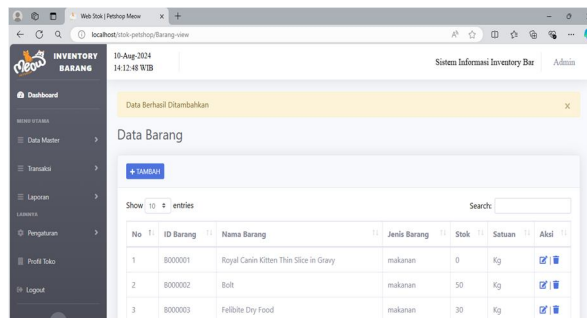 Web Stok | Petshop Meow
localhost/stok-petshop/Barang-view
Meow
INVENTORY
BARANG
10-Aug-2024
14:12:48 WIB
Sistem Informasi Inventory Bar
Admin
Dashboard
MENU UTAMA
Data Master
Transaksi
Laporan
LAINNYA
Pengaturan
Profil Toko
Logout
Data Berhasil Ditambahkan
Data Barang
+ TAMBAH
Show 10 entries
Search:
No ID Barang Nama Barang Jenis Barang Stok Satuan Aksi
1 B000001 Royal Canin Kitten Thin Slice in Gravy makanan 0 Kg
2 B000002 Bolt makanan 50 Kg
3 B000003 Felibite Dry Food makanan 30 Kg